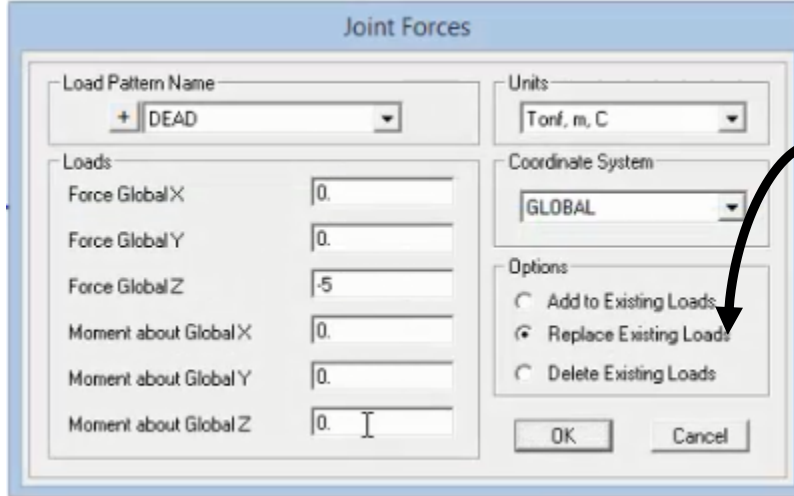 Joint Forces
Load Pattern Name
+ DEAD
Units
Tonf, m, C
Loads
Force Global X 0.
Force Global Y 0.
Force Global Z -5
Moment about Global X 0.
Moment about Global Y 0.
Moment about Global Z 0.
Coordinate System
GLOBAL
Options
Add to Existing Loads
Replace Existing Loads
Delete Existing Loads
OK Cancel